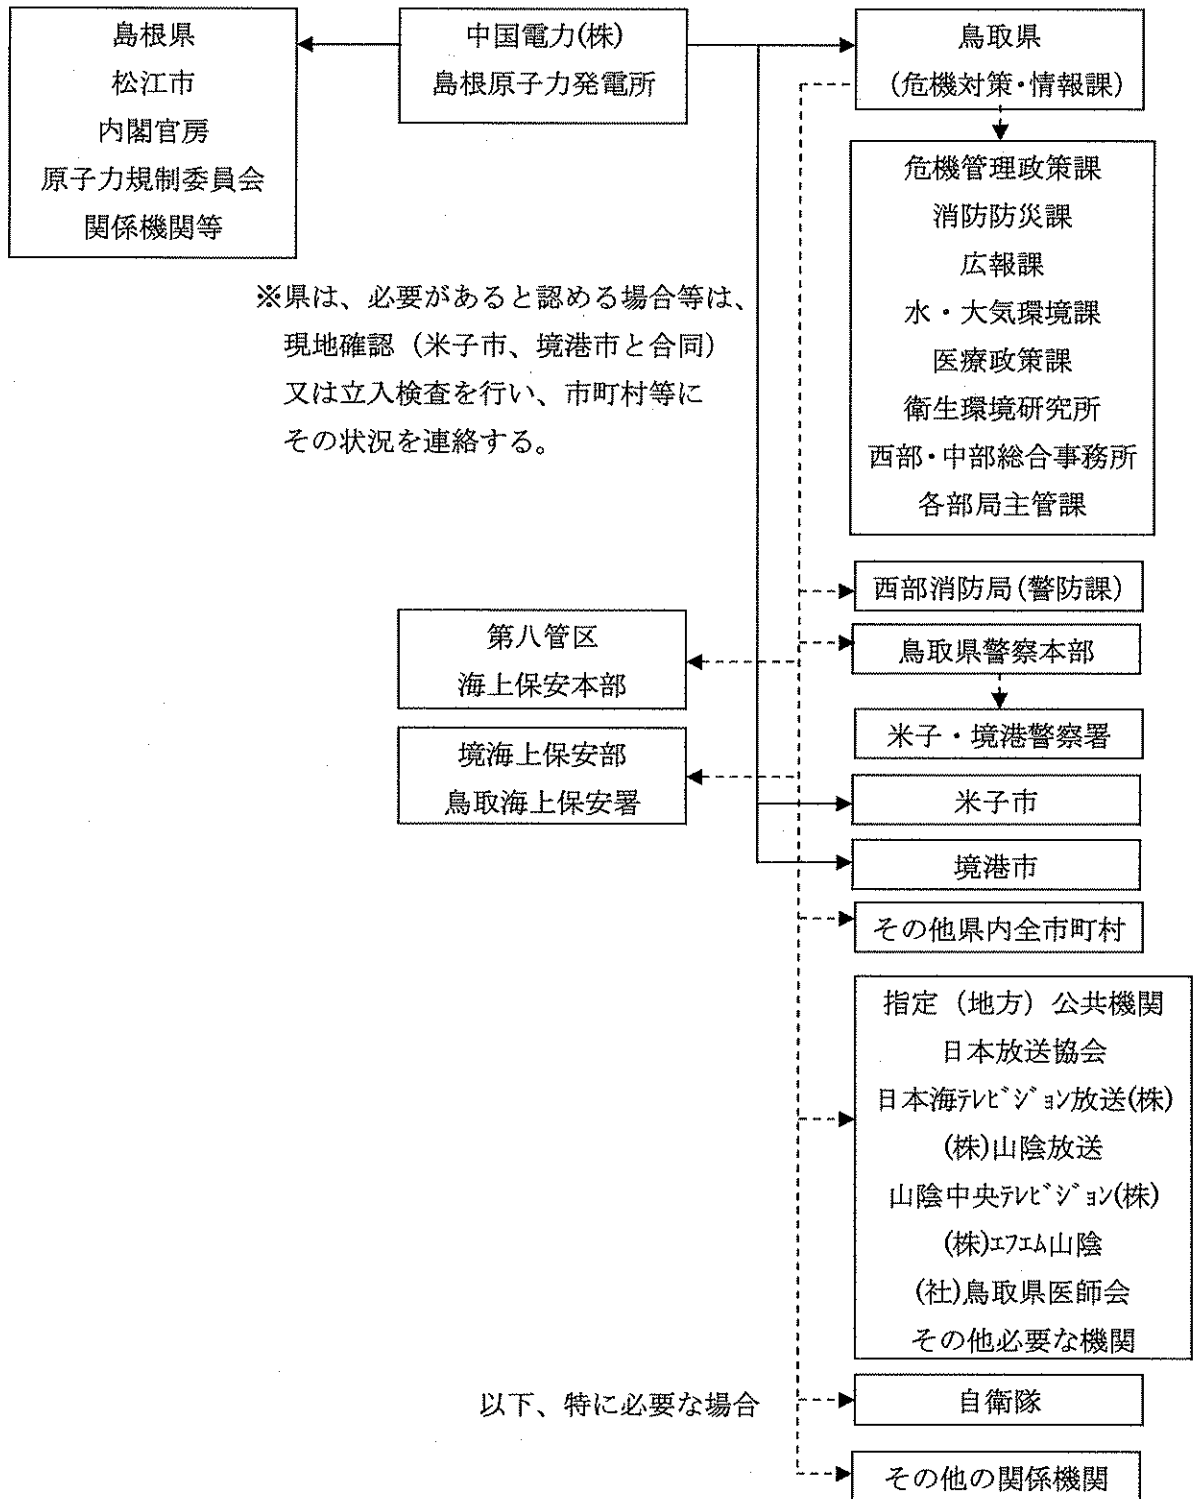 島根県
松江市
内閣官房
原子力規制委員会
関係機関等
中国電力(株)
島根原子力発電所
鳥取県
(危機対策・情報課)
危機管理政策課
消防防災課
広報課
水・大気環境課
医療政策課
衛生環境研究所
西部・中部総合事務所
各部局主管課
※県は、必要があると認める場合等は、
現地確認（米子市、境港市と合同）
又は立入検査を行い、市町村等に
その状況を連絡する。
西部消防局(警防課)
第八管区
海上保安本部
鳥取県警察本部
米子・境港警察署
境海上保安部
鳥取海上保安署
米子市
境港市
その他県内全市町村
指定（地方）公共機関
日本放送協会
日本海ﾃﾚﾋﾞｼﾞｮﾝ放送(株)
(株)山陰放送
山陰中央ﾃﾚﾋﾞｼﾞｮﾝ(株)
(株)ｴﾌｴﾑ山陰
(社)鳥取県医師会
その他必要な機関
以下、特に必要な場合
自衛隊
その他の関係機関